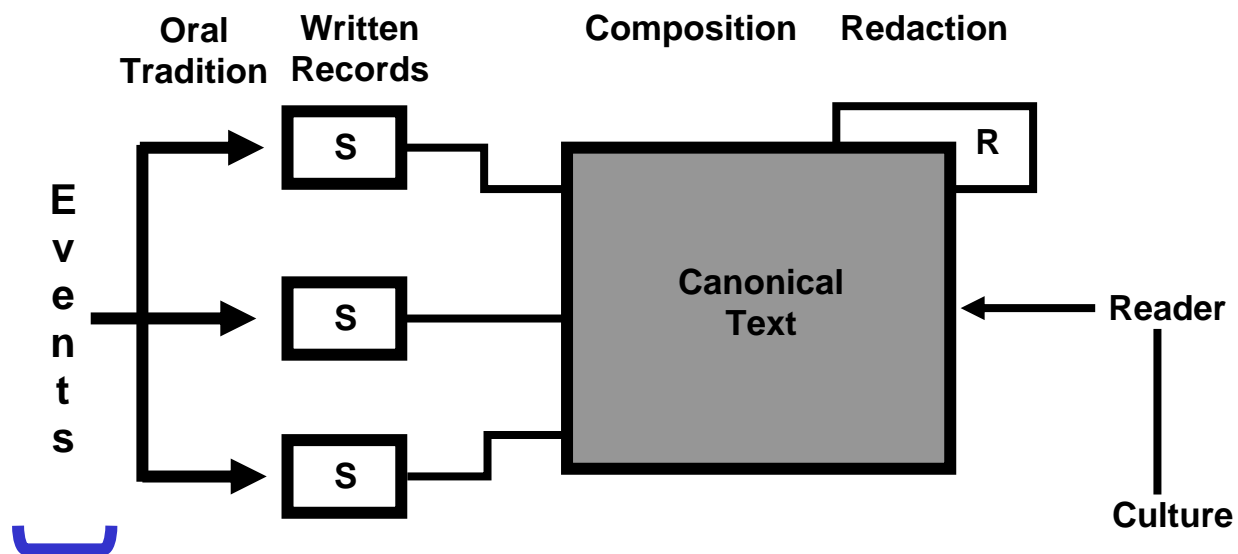 Oral
Tradition
Written
Records
Composition
Redaction
E
v
e
n
t
s
S
S
S
Canonical
Text
R
Reader
Culture